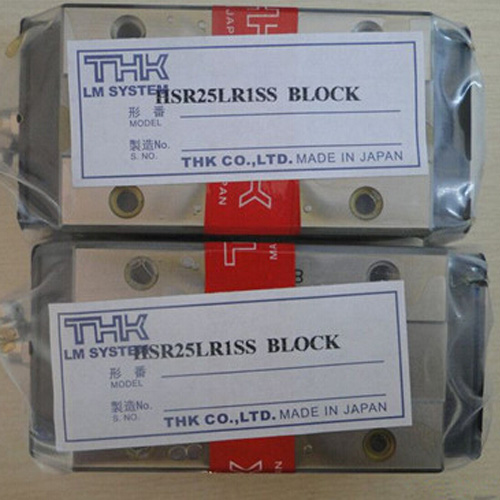 THK
LM SYSTEM
HSR25LR1SS BLOCK
形番
MODEL
製造No.
S. NO.
THK CO.,LTD. MADE IN JAPAN
THK
LM SYSTEM
HSR25LR1SS BLOCK
形番
MODEL
製造No.
S. NO.
THK CO.,LTD. MADE IN JAPAN